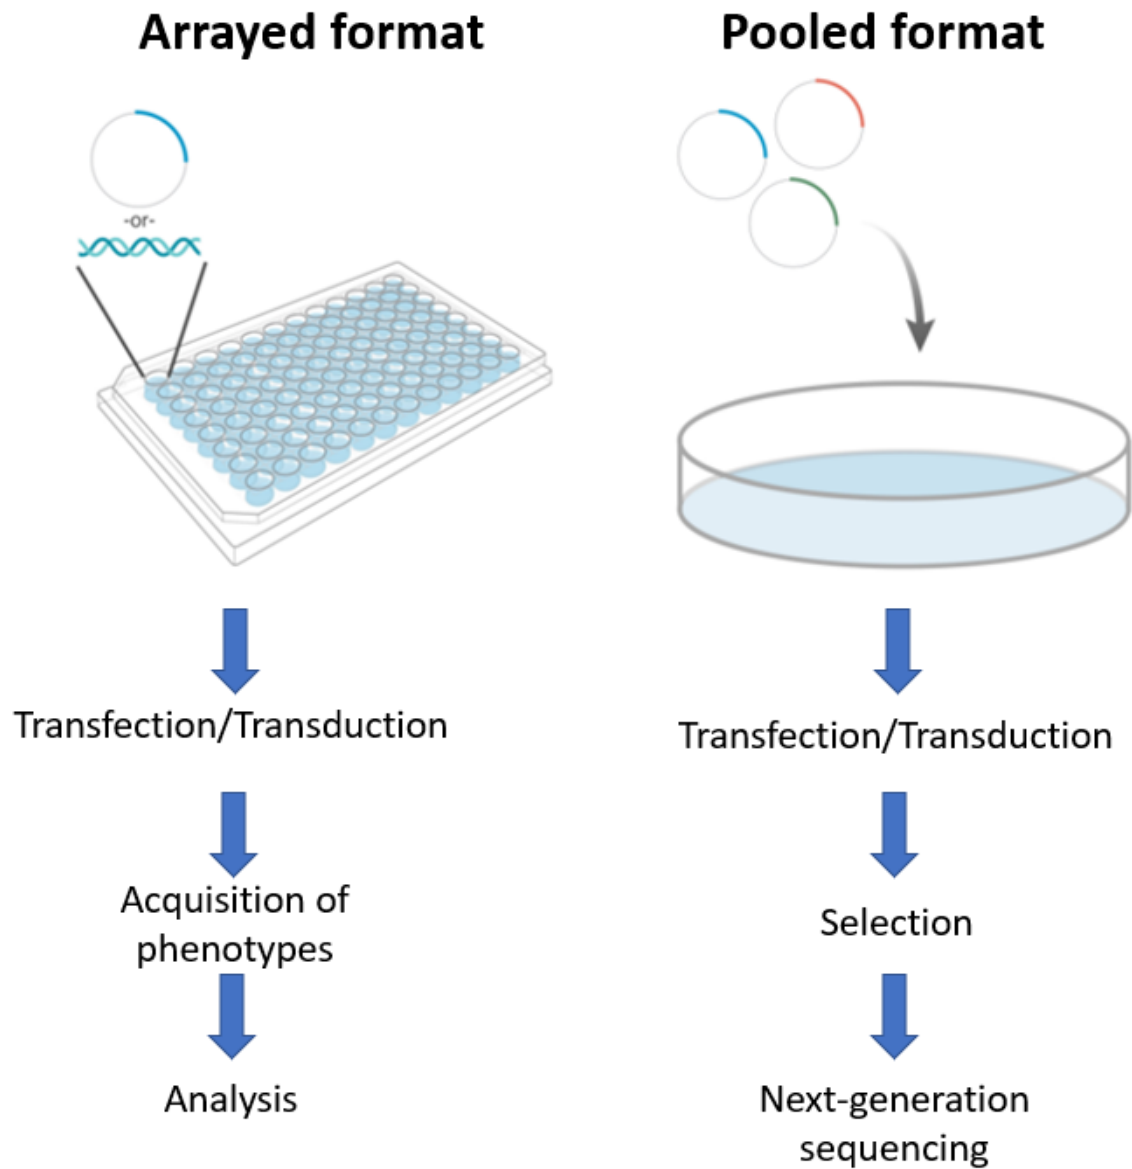 Arrayed format
-or-
Transfection/Transduction
Acquisition of
phenotypes
Analysis
Pooled format
Transfection/Transduction
Selection
Next-generation
sequencing